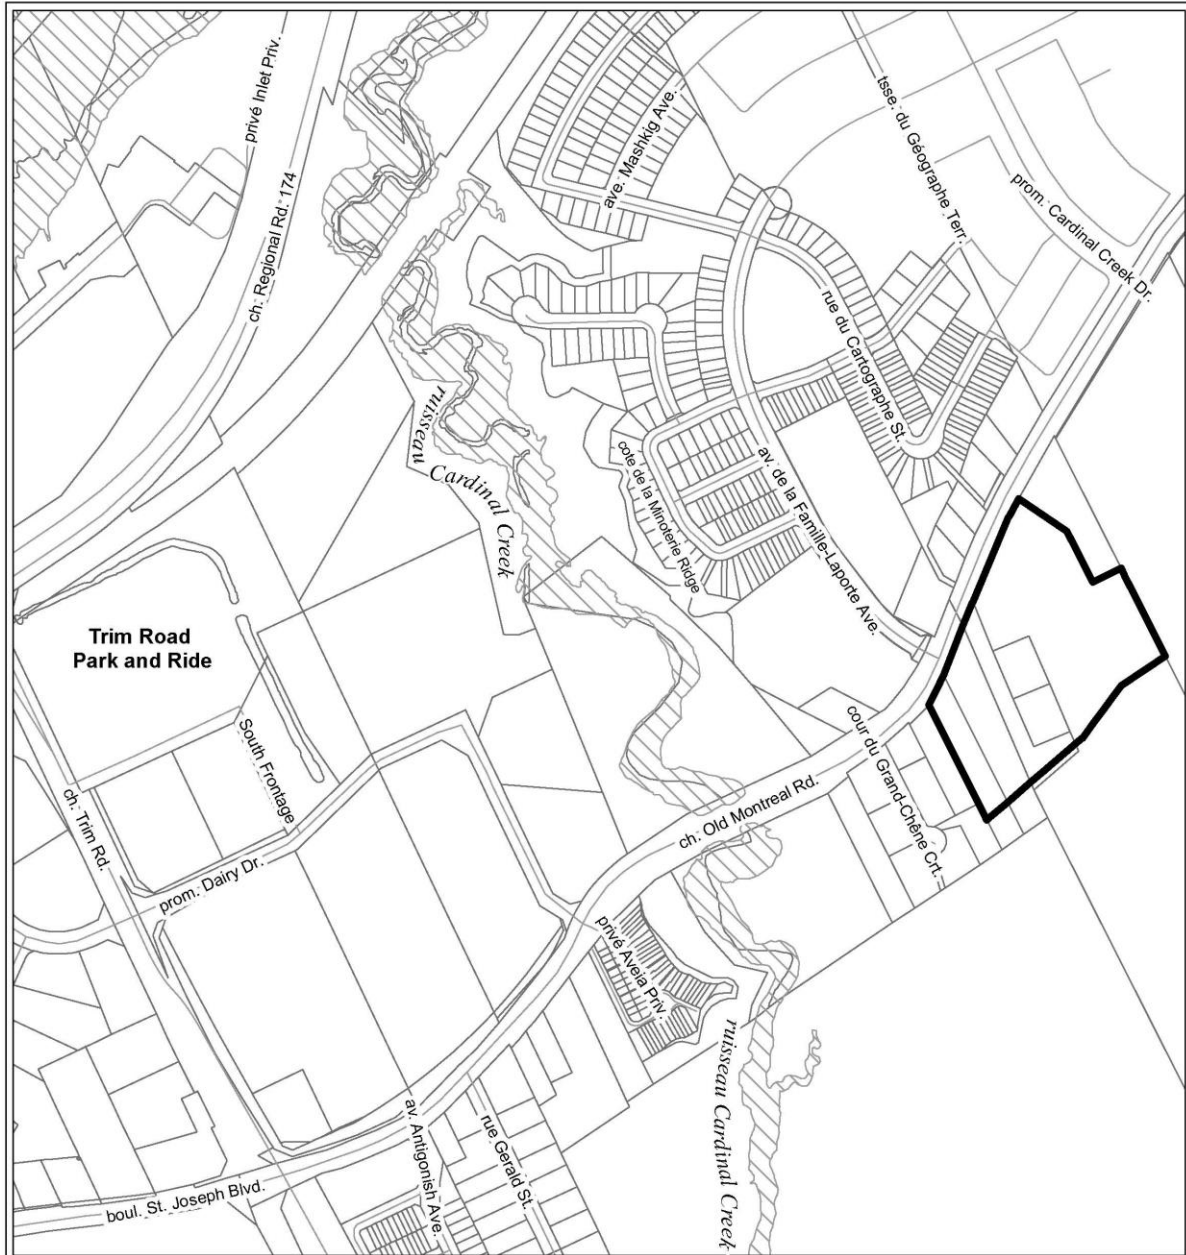 privé Inlet Priv.
ch. Regional Rd. 174
ave. Mashkig Ave.
tsse. du Géographe Terr.
prom. Cardinal Creek Dr.
rue du Cartographe St.
ruisseau Cardinal Creek
cote de la Minoterie Ridge
av. de la Famille-Laporte Ave.
Trim Road
Park and Ride
South Frontage
cour du Grand-Chêne Crt.
ch. Old Montreal Rd.
ch. Trim Rd.
prom. Dairy Dr.
privé Aveia Priv.
ruisseau Cardinal Creek
av. Antigonish Ave.
rue Gerald St.
boul. St. Joseph Blvd.